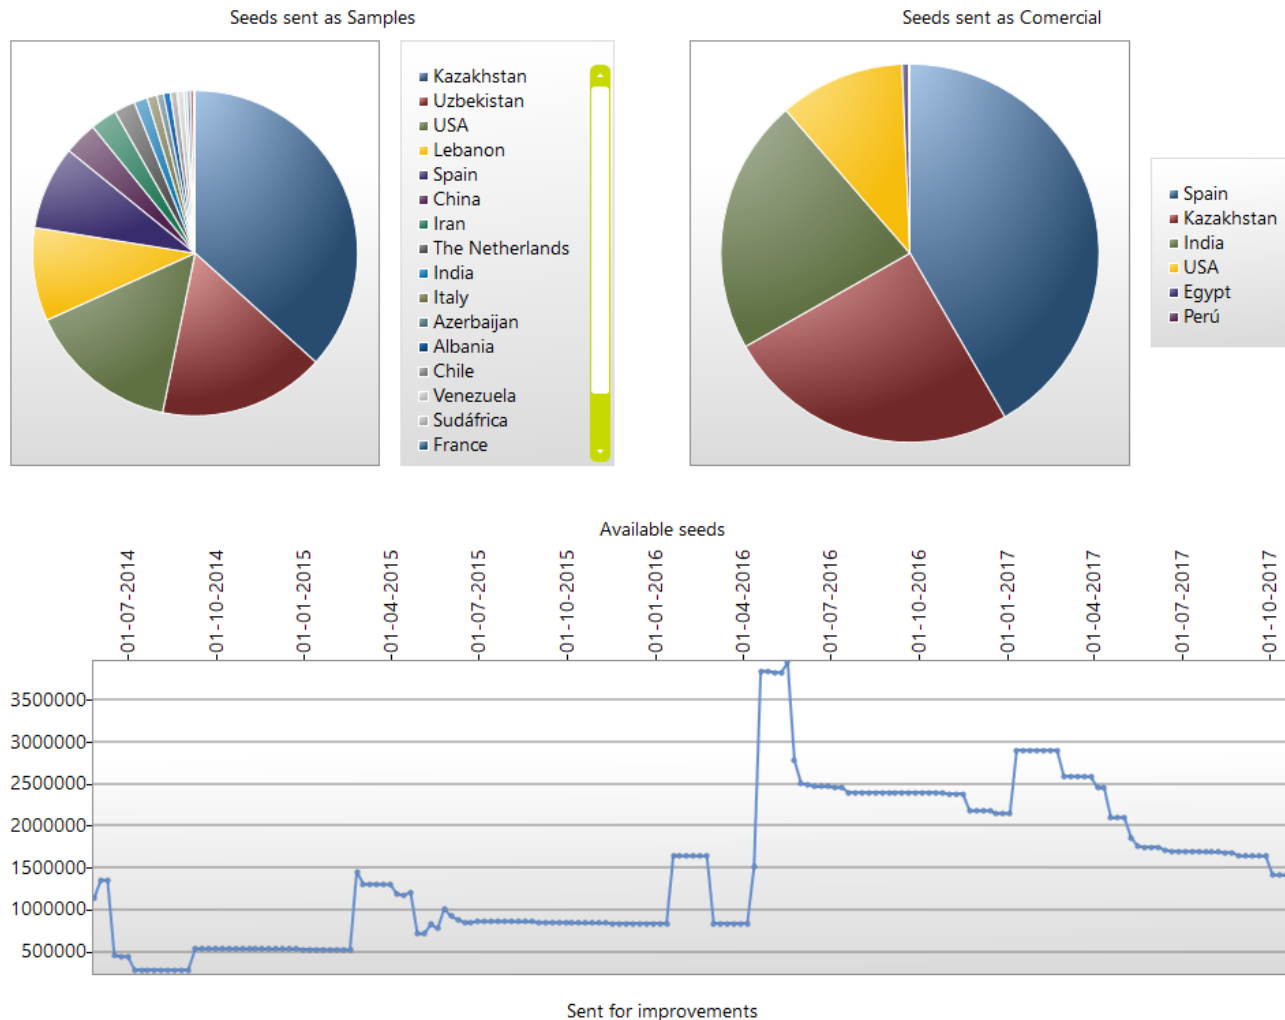 Seeds sent as Samples
Kazakhstan
Uzbekistan
USA
Lebanon
Spain
China
Iran
The Netherlands
India
Italy
Azerbaijan
Albania
Chile
Venezuela
Sudáfrica
France
Seeds sent as Comercial
Spain
Kazakhstan
India
USA
Egypt
Perú
Available seeds
01-07-2014
01-10-2014
01-01-2015
01-04-2015
01-07-2015
01-10-2015
01-01-2016
01-04-2016
01-07-2016
01-10-2016
01-01-2017
01-04-2017
01-07-2017
01-10-2017
3500000
3000000
2500000
2000000
1500000
1000000
500000
Sent for improvements